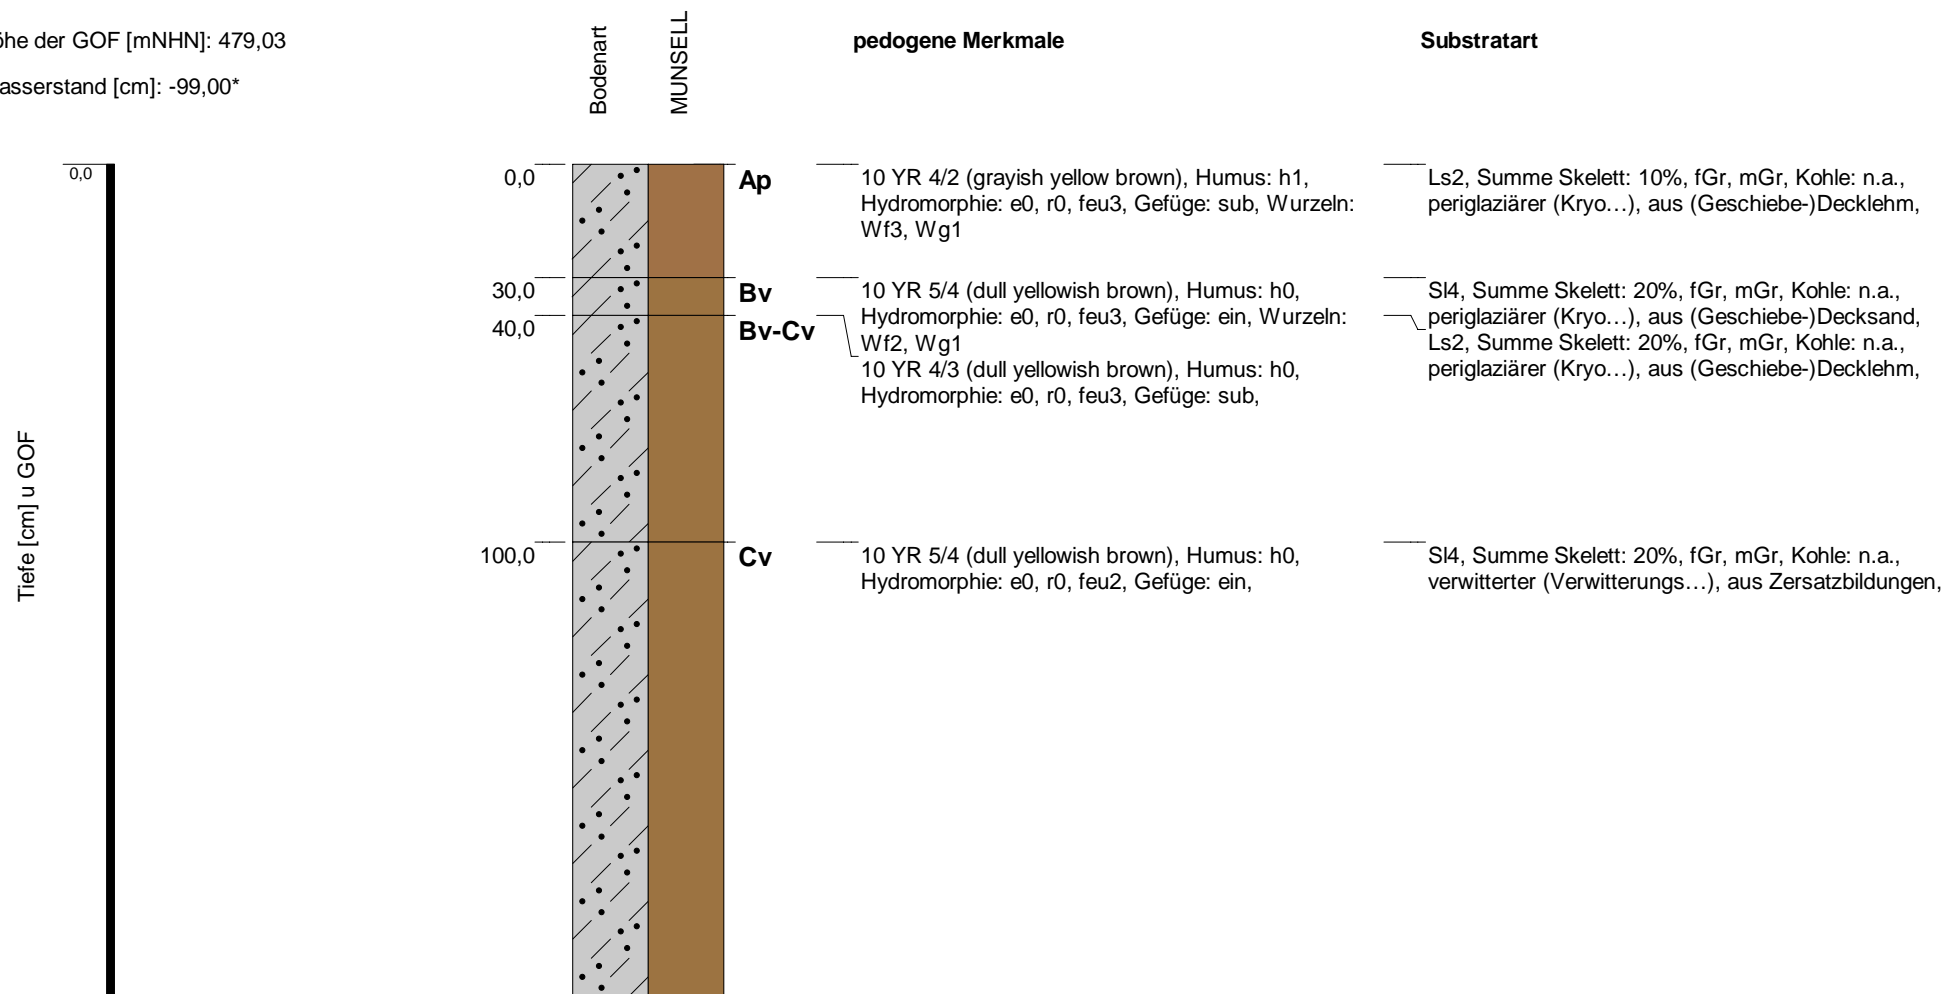 öhe der GOF [mNHN]: 479,03
asserstand [cm]: -99,00*
Bodenart
MUNSELL
pedogene Merkmale
Substratart
Tiefe [cm] u GOF
0,0
0,0
Ap
10 YR 4/2 (grayish yellow brown), Humus: h1,
Hydromorphie: e0, r0, feu3, Gefüge: sub, Wurzeln:
Wf3, Wg1
Ls2, Summe Skelett: 10%, fGr, mGr, Kohle: n.a.,
periglaziärer (Kryo…), aus (Geschiebe-)Decklehm,
30,0
Bv
10 YR 5/4 (dull yellowish brown), Humus: h0,
Hydromorphie: e0, r0, feu3, Gefüge: ein, Wurzeln:
Wf2, Wg1
Sl4, Summe Skelett: 20%, fGr, mGr, Kohle: n.a.,
periglaziärer (Kryo…), aus (Geschiebe-)Decksand,
40,0
Bv-Cv
10 YR 4/3 (dull yellowish brown), Humus: h0,
Hydromorphie: e0, r0, feu3, Gefüge: sub,
Ls2, Summe Skelett: 20%, fGr, mGr, Kohle: n.a.,
periglaziärer (Kryo…), aus (Geschiebe-)Decklehm,
100,0
Cv
10 YR 5/4 (dull yellowish brown), Humus: h0,
Hydromorphie: e0, r0, feu2, Gefüge: ein,
Sl4, Summe Skelett: 20%, fGr, mGr, Kohle: n.a.,
verwitterter (Verwitterungs…), aus Zersatzbildungen,